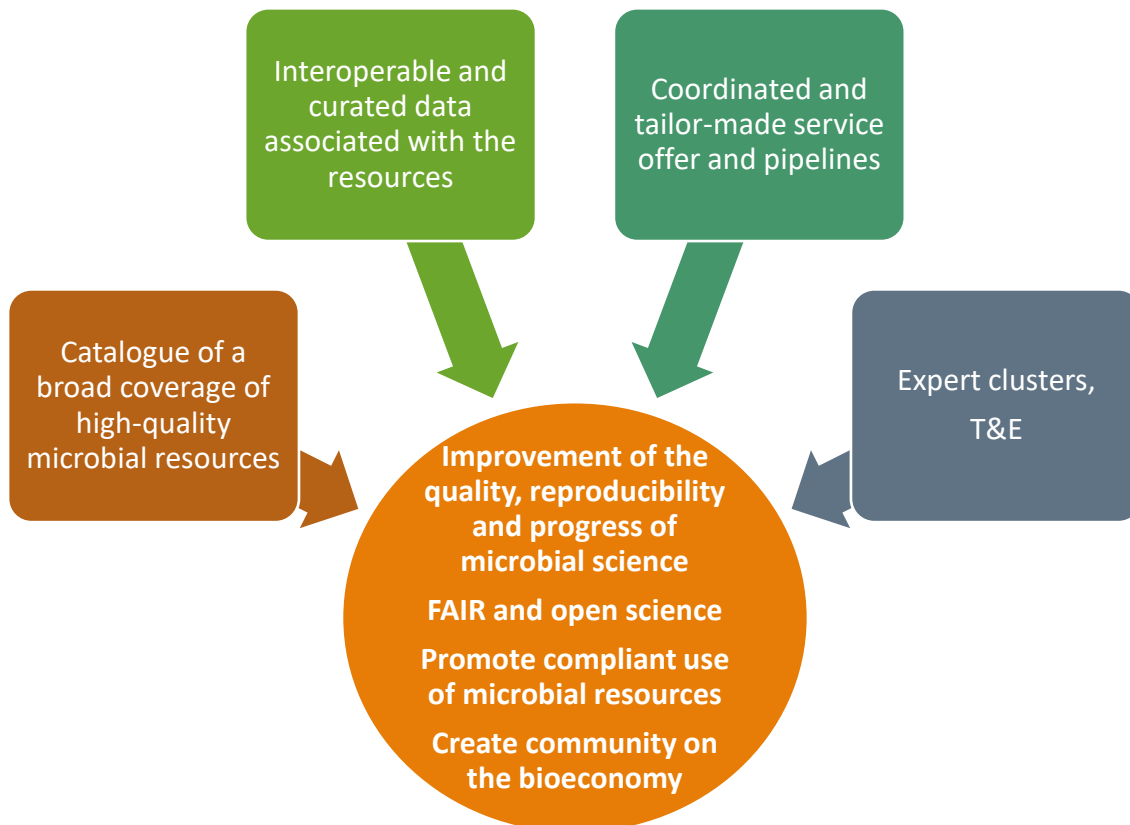 Interoperable and
curated data
associated with the
resources
Coordinated and
tailor-made service
offer and pipelines
Catalogue of a
broad coverage of
high-quality
microbial resources
Expert clusters,
T&E
Improvement of the
quality, reproducibility
and progress of
microbial science
FAIR and open science
Promote compliant use
of microbial resources
Create community on
the bioeconomy